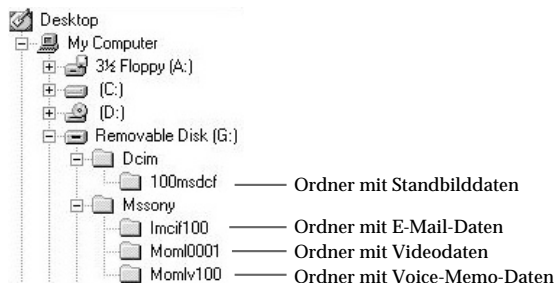 Desktop
My Computer
3½ Floppy (A:)
(C:)
(D:)
Removable Disk (G:)
Dcim
100msdcf Ordner mit Standbilddaten
Mssony
Imcif100 Ordner mit E-Mail-Daten
Moml0001 Ordner mit Videodaten
Momlv100 Ordner mit Voice-Memo-Daten